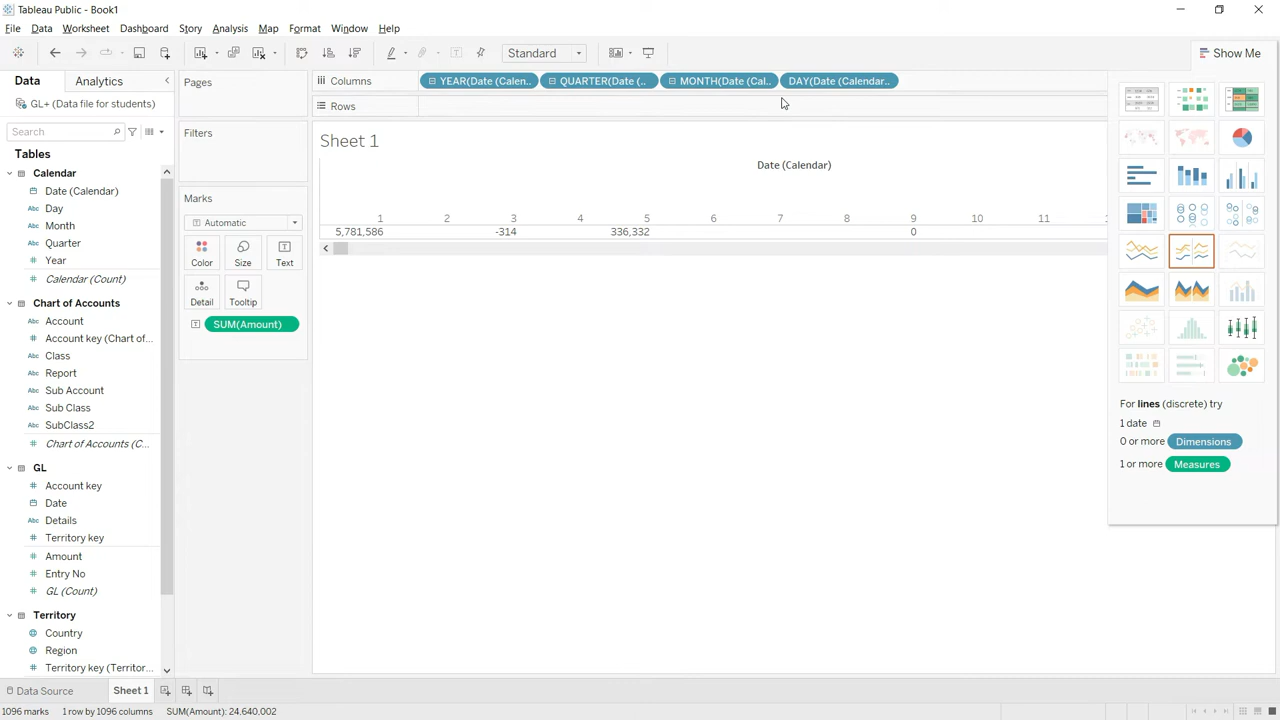 Tableau Public - Book1
File Data Worksheet Dashboard Story Analysis Map Format Window Help
Standard
Show Me
Data Analytics
Pages
Columns
YEAR(Date (Calen..
QUARTER(Date (..
MONTH(Date (Cal..
DAY(Date (Calendar..
Rows
GL+ (Data file for students)
Search
Tables
Calendar
Date (Calendar)
Day
Month
Quarter
Year
Calendar (Count)
Chart of Accounts
Account
Account key (Chart of...
Class
Report
Sub Account
Sub Class
SubClass2
Chart of Accounts (C...
GL
Account key
Date
Details
Territory key
Amount
Entry No
GL (Count)
Territory
Country
Region
Territory key (Territor...
Filters
Marks
Automatic
Color Size Text
Detail Tooltip
SUM(Amount)
Sheet 1
Date (Calendar)
1 2 3 4 5 6 7 8 9 10 11
5,781,586 -314 336,332 0
For lines (discrete) try
1 date
0 or more Dimensions
1 or more Measures
Data Source Sheet 1
1096 marks 1 row by 1096 columns SUM(Amount): 24,640,002